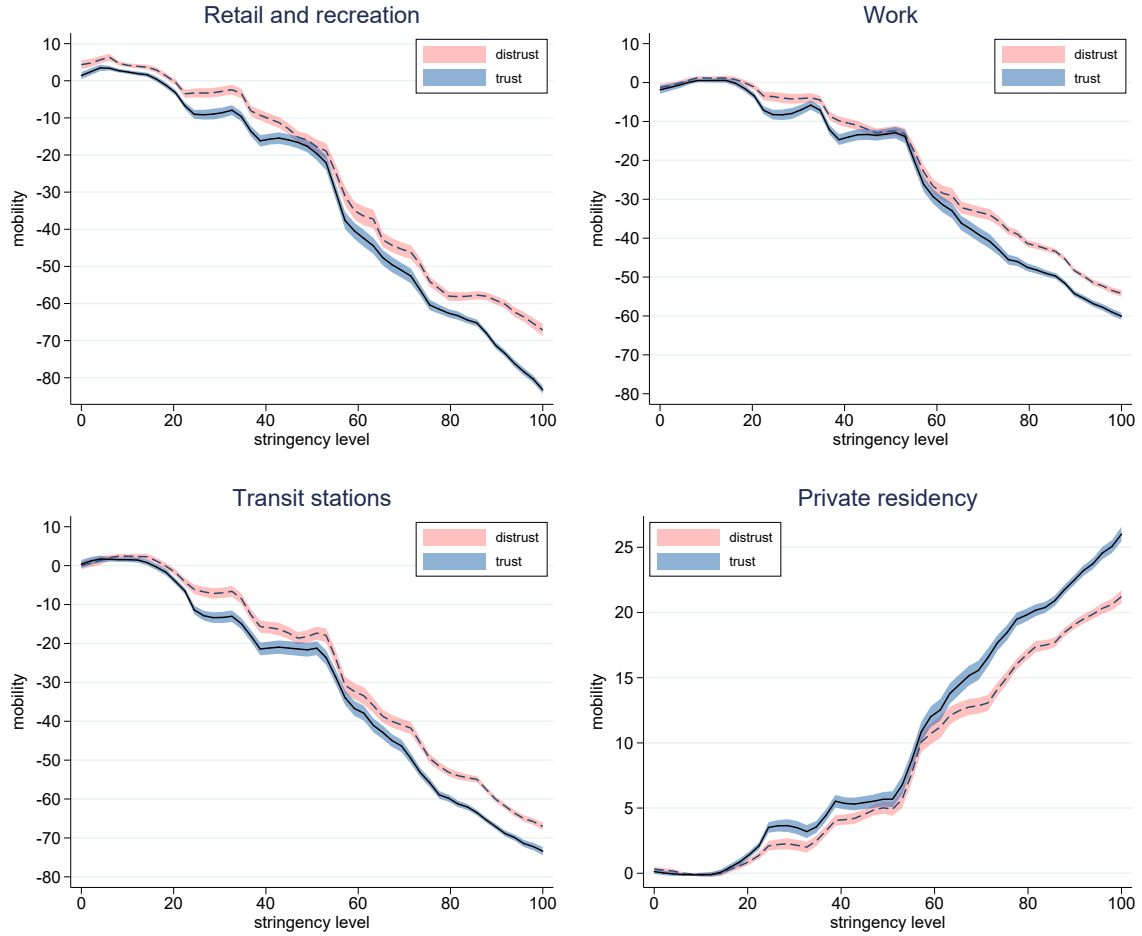 Retail and recreation
10
0
-10
-20
-30
-40
-50
-60
-70
-80
mobility
distrust
trust
0 20 40 60 80 100
stringency level
Work
10
0
-10
-20
-30
-40
-50
-60
-70
-80
mobility
distrust
trust
0 20 40 60 80 100
stringency level
Transit stations
10
0
-10
-20
-30
-40
-50
-60
-70
-80
mobility
distrust
trust
0 20 40 60 80 100
stringency level
Private residency
25
20
15
10
5
0
mobility
distrust
trust
0 20 40 60 80 100
stringency level